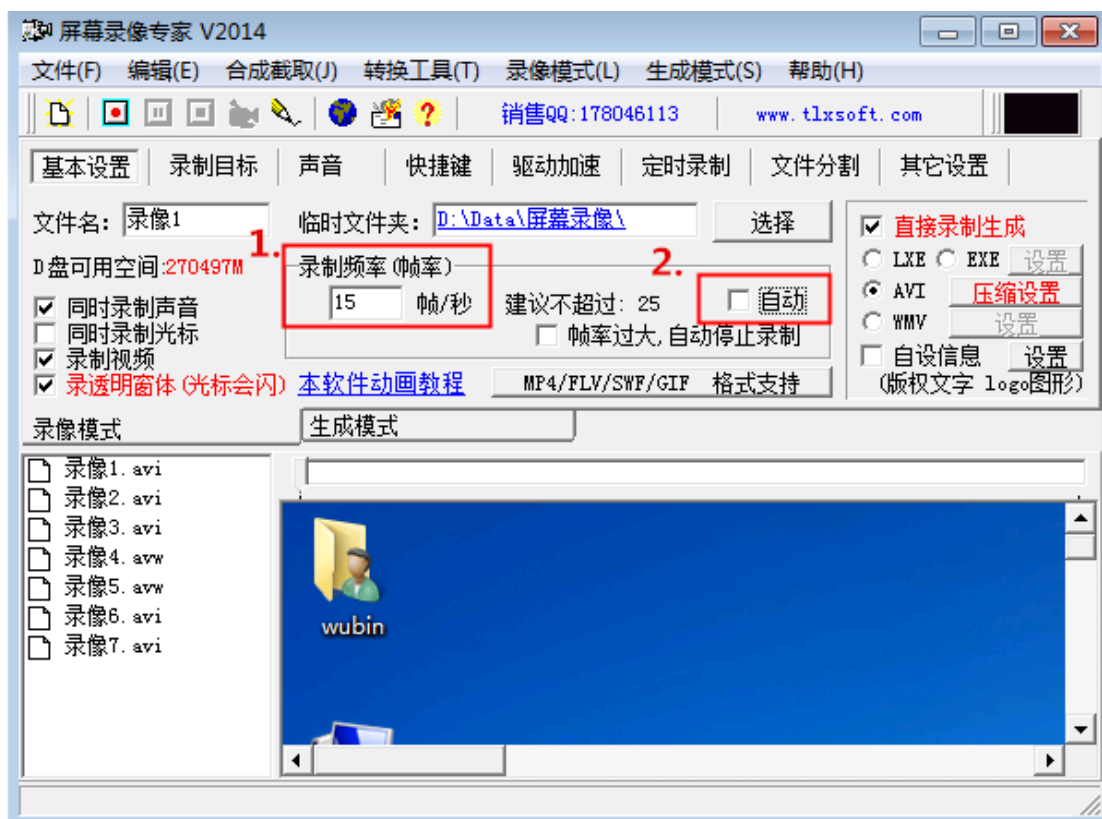 屏幕录像专家 V2014
文件(F) 编辑(E) 合成截取(J) 转换工具(T) 录像模式(L) 生成模式(S) 帮助(H)
销售QQ:178046113 www.tlxsoft.com
基本设置 录制目标 声音 快捷键 驱动加速 定时录制 文件分割 其它设置
文件名: 录像1 临时文件夹: D:\Data\屏幕录像\ 选择 直接录制生成
D盘可用空间:270497M 1. 录制频率(帧率) 2. LXE EXE 设置
同时录制声音 15 帧/秒 建议不超过: 25 自动 AVI 压缩设置
同时录制光标 帧率过大,自动停止录制 WMV 设置
录制视频 自设信息 设置
录透明窗体(光标会闪) 本软件动画教程 MP4/FLV/SWF/GIF 格式支持 (版权文字 logo图形)
录像模式 生成模式
录像1.avi
录像2.avi
录像3.avi
录像4.avw
录像5.avw
录像6.avi
录像7.avi
wubin